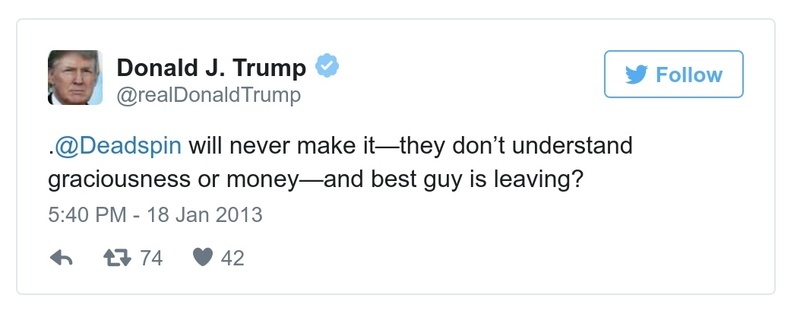 Donald J. Trump
@realDonaldTrump
Follow
.@Deadspin will never make it—they don’t understand
graciousness or money—and best guy is leaving?
5:40 PM - 18 Jan 2013
74 42